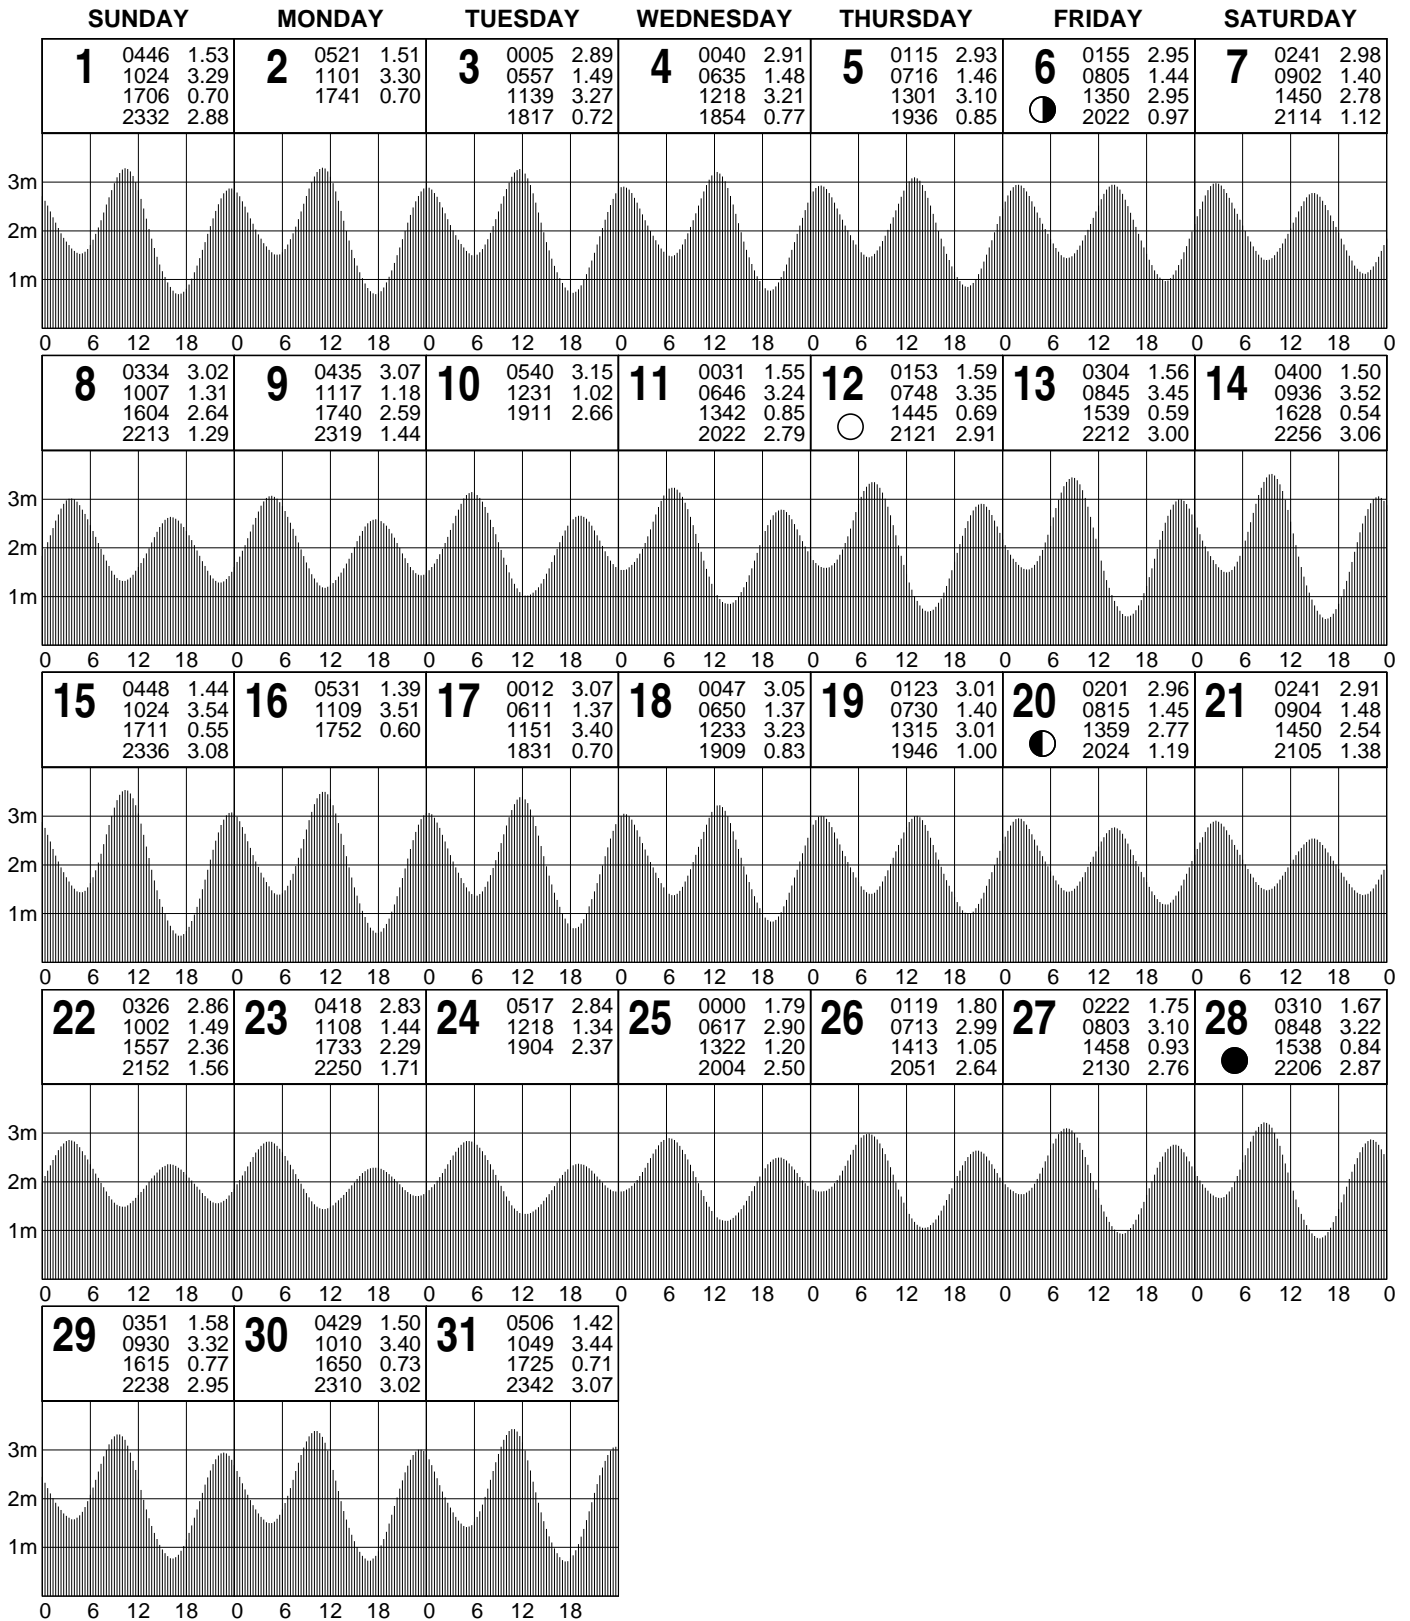 SUNDAY MONDAY TUESDAY WEDNESDAY THURSDAY FRIDAY SATURDAY
1 0446 1.53
1024 3.29
1706 0.70
2332 2.88
2 0521 1.51
1101 3.30
1741 0.70
3 0005 2.89
0557 1.49
1139 3.27
1817 0.72
4 0040 2.91
0635 1.48
1218 3.21
1854 0.77
5 0115 2.93
0716 1.46
1301 3.10
1936 0.85
6 0155 2.95
0805 1.44
1350 2.95
2022 0.97
7 0241 2.98
0902 1.40
1450 2.78
2114 1.12
3m
2m
1m
0 6 12 18 0 6 12 18 0 6 12 18 0 6 12 18 0 6 12 18 0 6 12 18 0 6 12 18 0
8 0334 3.02
1007 1.31
1604 2.64
2213 1.29
9 0435 3.07
1117 1.18
1740 2.59
2319 1.44
10 0540 3.15
1231 1.02
1911 2.66
11 0031 1.55
0646 3.24
1342 0.85
2022 2.79
12 0153 1.59
0748 3.35
1445 0.69
2121 2.91
13 0304 1.56
0845 3.45
1539 0.59
2212 3.00
14 0400 1.50
0936 3.52
1628 0.54
2256 3.06
3m
2m
1m
0 6 12 18 0 6 12 18 0 6 12 18 0 6 12 18 0 6 12 18 0 6 12 18 0 6 12 18 0
15 0448 1.44
1024 3.54
1711 0.55
2336 3.08
16 0531 1.39
1109 3.51
1752 0.60
17 0012 3.07
0611 1.37
1151 3.40
1831 0.70
18 0047 3.05
0650 1.37
1233 3.23
1909 0.83
19 0123 3.01
0730 1.40
1315 3.01
1946 1.00
20 0201 2.96
0815 1.45
1359 2.77
2024 1.19
21 0241 2.91
0904 1.48
1450 2.54
2105 1.38
3m
2m
1m
0 6 12 18 0 6 12 18 0 6 12 18 0 6 12 18 0 6 12 18 0 6 12 18 0 6 12 18 0
22 0326 2.86
1002 1.49
1557 2.36
2152 1.56
23 0418 2.83
1108 1.44
1733 2.29
2250 1.71
24 0517 2.84
1218 1.34
1904 2.37
25 0000 1.79
0617 2.90
1322 1.20
2004 2.50
26 0119 1.80
0713 2.99
1413 1.05
2051 2.64
27 0222 1.75
0803 3.10
1458 0.93
2130 2.76
28 0310 1.67
0848 3.22
1538 0.84
2206 2.87
3m
2m
1m
0 6 12 18 0 6 12 18 0 6 12 18 0 6 12 18 0 6 12 18 0 6 12 18 0 6 12 18 0
29 0351 1.58
0930 3.32
1615 0.77
2238 2.95
30 0429 1.50
1010 3.40
1650 0.73
2310 3.02
31 0506 1.42
1049 3.44
1725 0.71
2342 3.07
3m
2m
1m
0 6 12 18 0 6 12 18 0 6 12 18